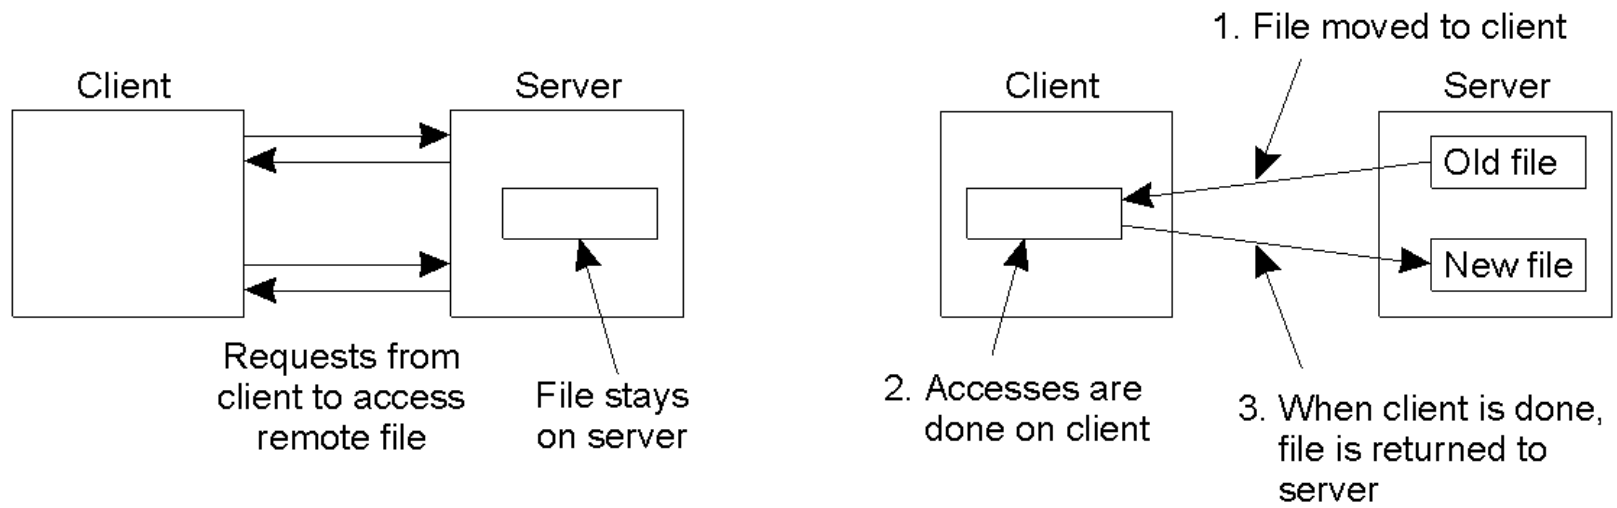 Client
Server
Requests from
client to access
remote file
File stays
on server
1. File moved to client
Client
Server
Old file
New file
2. Accesses are
done on client
3. When client is done,
file is returned to
server